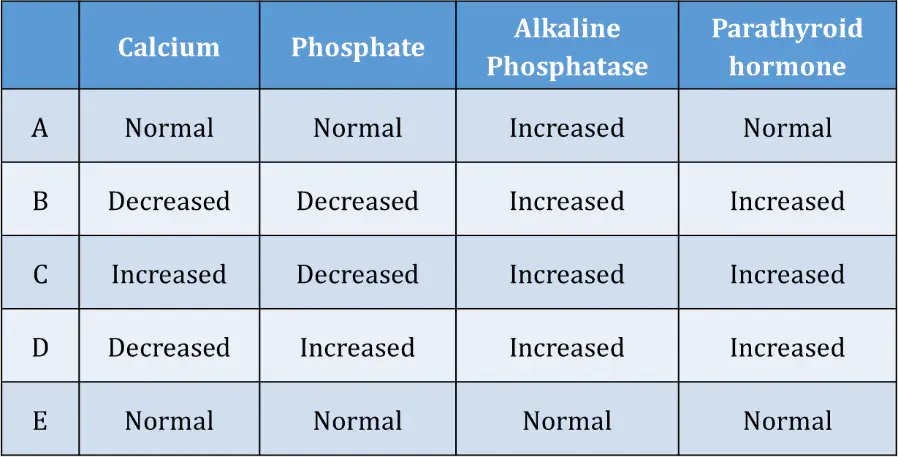 Calcium Phosphate Alkaline Phosphatase Parathyroid hormone
A Normal Normal Increased Normal
B Decreased Decreased Increased Increased
C Increased Decreased Increased Increased
D Decreased Increased Increased Increased
E Normal Normal Normal Normal